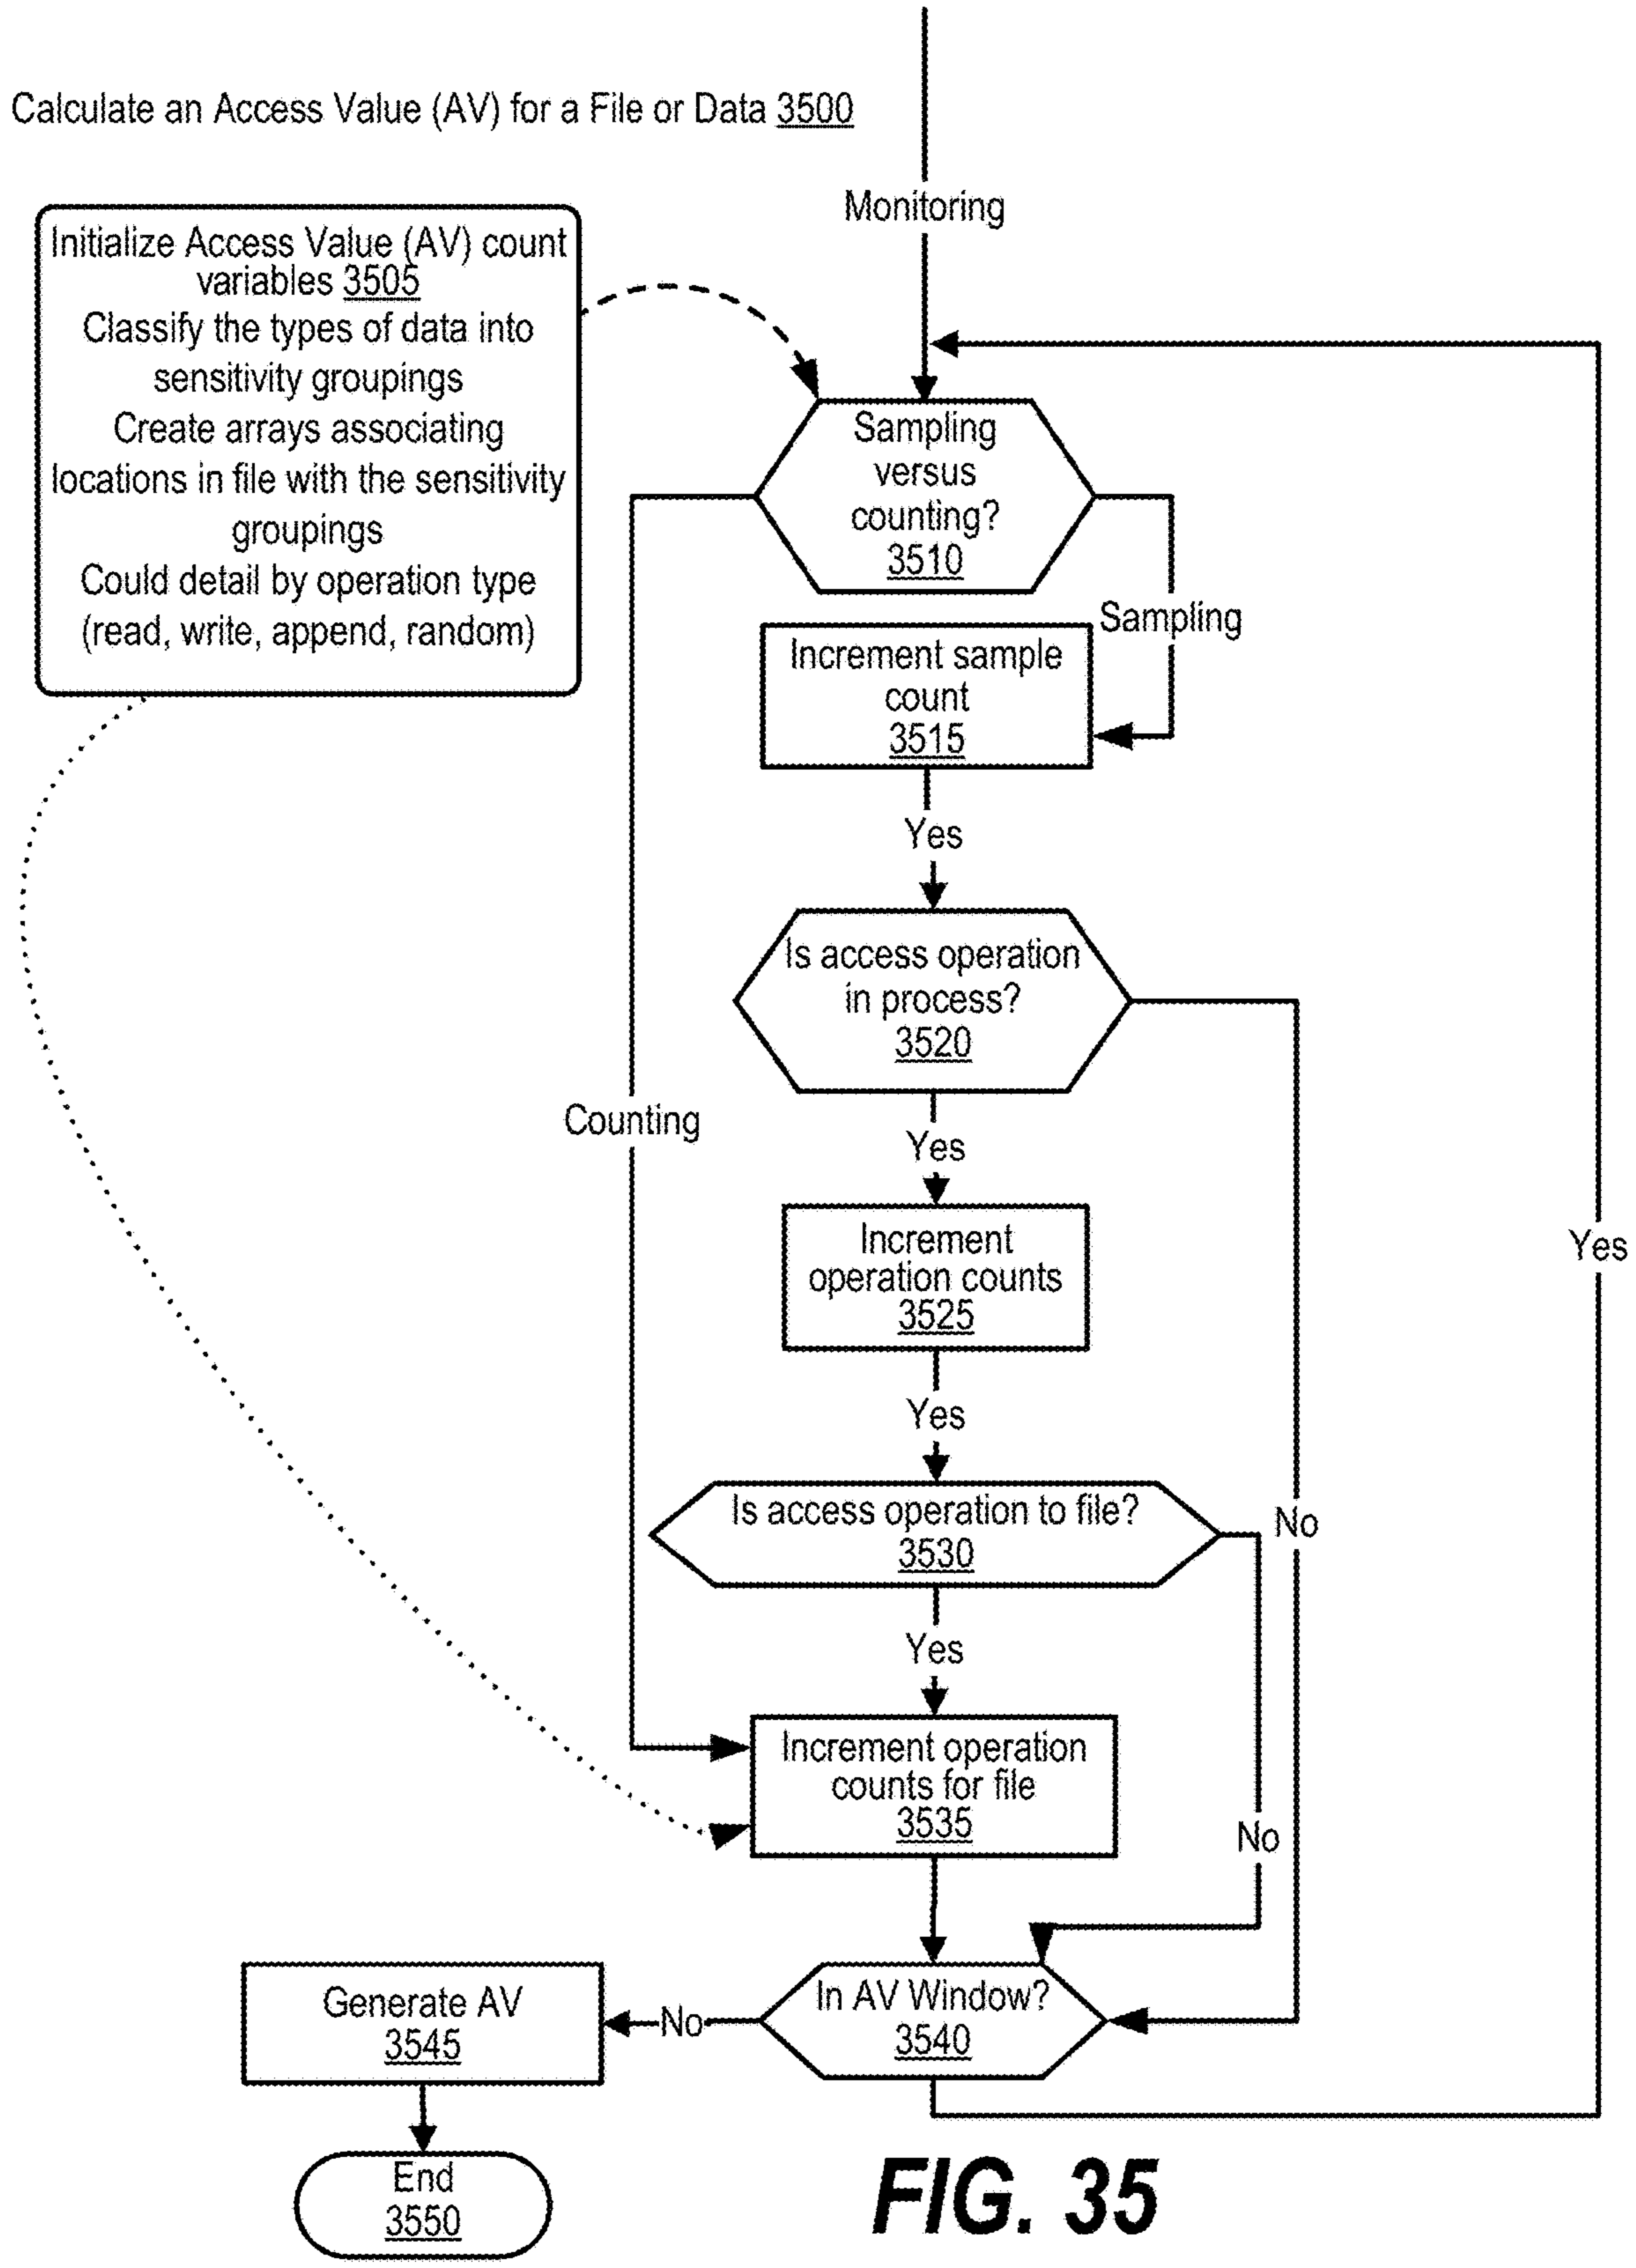 Calculate an Access Value (AV) for a File or Data 3500
Monitoring
Initialize Access Value (AV) count
variables 3505
Classify the types of data into
sensitivity groupings
Create arrays associating
locations in file with the sensitivity
groupings
Could detail by operation type
(read, write, append, random)
Sampling
versus
counting?
3510
Sampling
Increment sample
count
3515
Yes
Is access operation
in process?
3520
Counting
Yes
Increment
operation counts
3525
Yes
Yes
Is access operation to file?
3530
No
Yes
Increment operation
counts for file
3535
No
In AV Window?
3540
No
Generate AV
3545
End
3550
FIG. 35